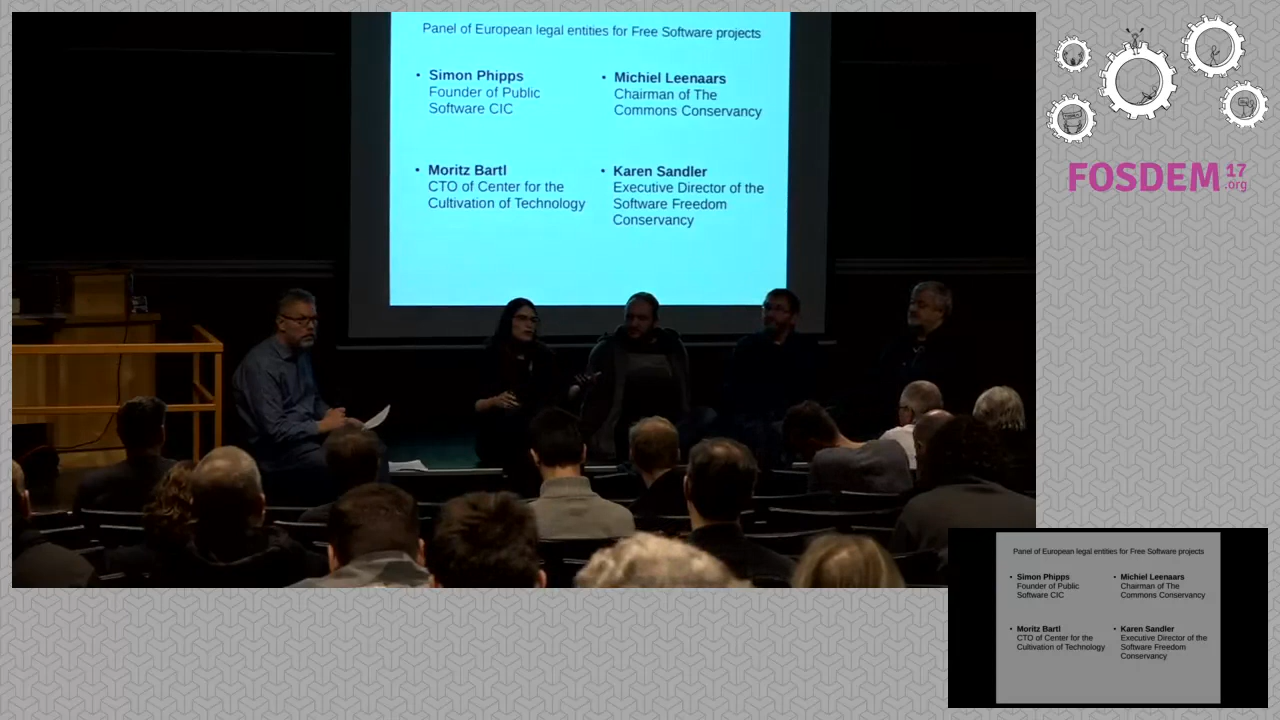 Panel of European legal entities for Free Software projects
• Simon Phipps
Founder of Public
Software CIC
• Michiel Leenaars
Chairman of The
Commons Conservancy
• Moritz Bartl
CTO of Center for the
Cultivation of Technology
• Karen Sandler
Executive Director of the
Software Freedom
Conservancy
FOSDEM 17
.org
Panel of European legal entities for Free Software projects
• Simon Phipps
Founder of Public
Software CIC
• Michiel Leenaars
Chairman of The
Commons Conservancy
• Moritz Bartl
CTO of Center for the
Cultivation of Technology
• Karen Sandler
Executive Director of the
Software Freedom
Conservancy